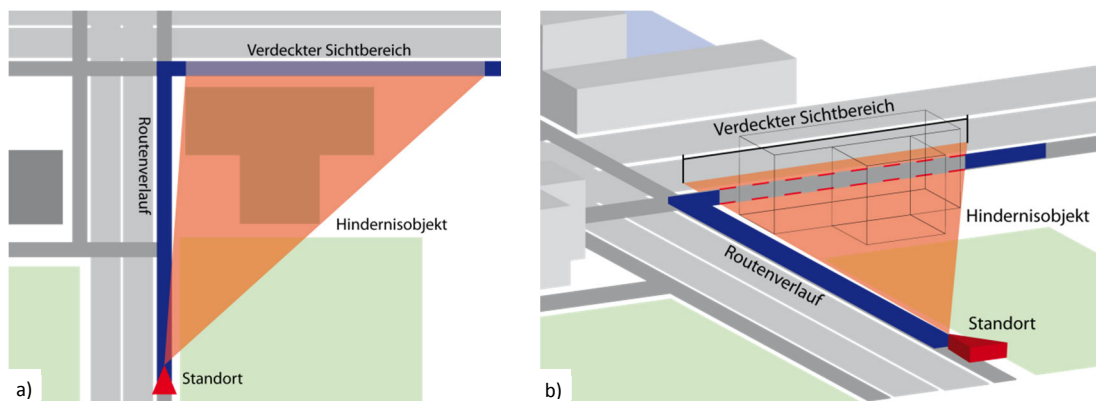 Verdeckter Sichtbereich
Routenverlauf
Hindernisobjekt
Standort
a)
Verdeckter Sichtbereich
Hindernisobjekt
Routenverlauf
Standort
b)